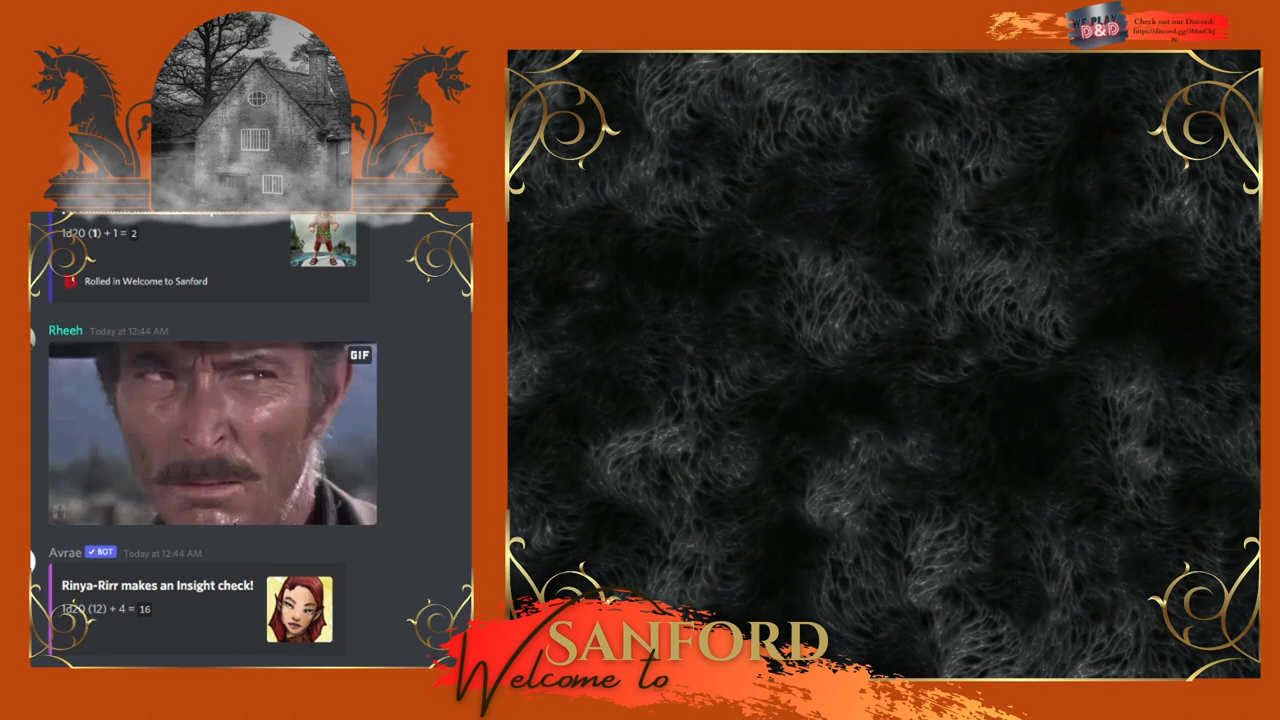 WE PLAY
D&D
Check out our Discord:
1d20 (1) + 1 = 2
Rolled in Welcome to Sanford
Rheeh Today at 12:44 AM
GIF
Avrae ✓ BOT Today at 12:44 AM
Rinya-Rirr makes an Insight check!
1d20 (12) + 4 = 16
SANFORD
Welcome to